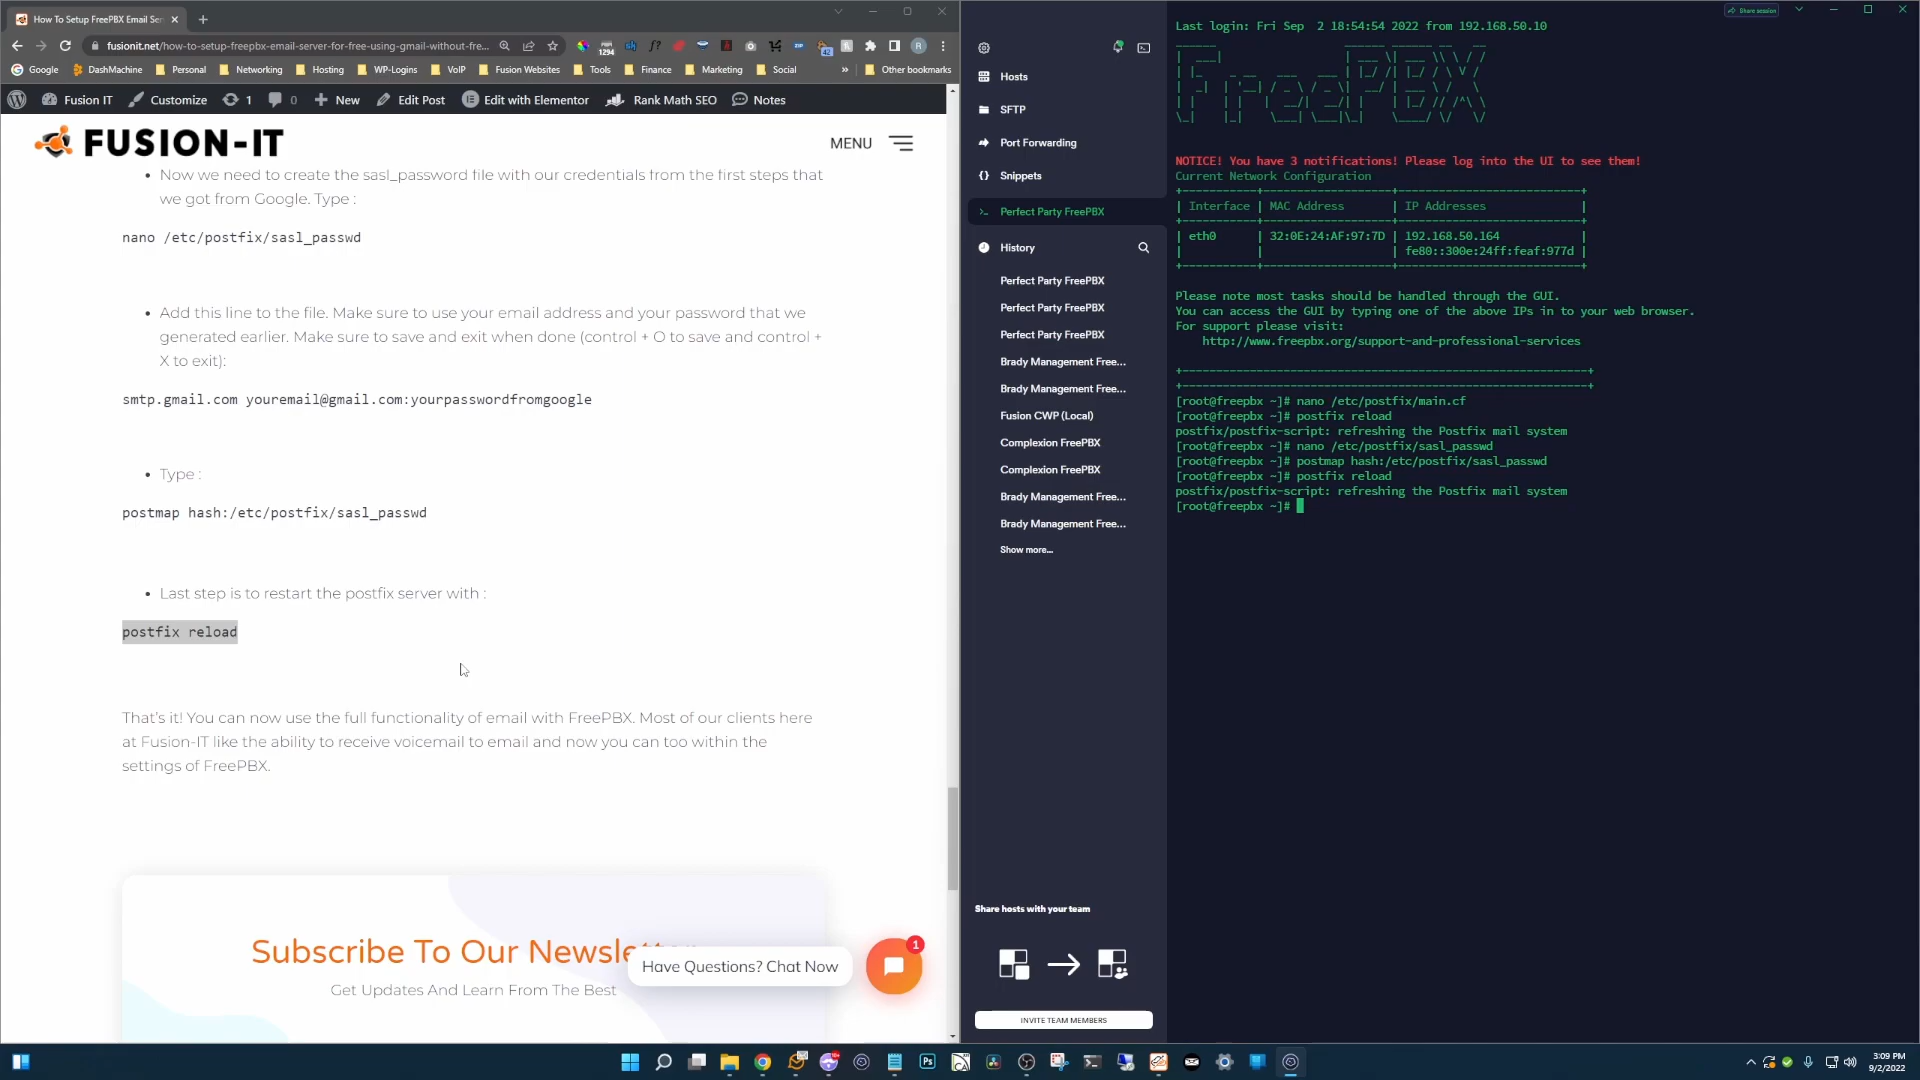 How To Setup FreePBX Email Ser
fusionit.net/how-to-setup-freepbx-email-server-for-free-using-gmail-without-fre...
1294
42
R
Google DashMachine Personal Networking Hosting WP-Logins VoIP Fusion Websites Tools Finance Marketing Social » Other bookmarks
Fusion IT Customize 1 0 New Edit Post Edit with Elementor Rank Math SEO Notes
FUSION-IT
MENU
• Now we need to create the sasl_password file with our credentials from the first steps that
we got from Google. Type :
nano /etc/postfix/sasl_passwd
• Add this line to the file. Make sure to use your email address and your password that we
generated earlier. Make sure to save and exit when done (control + O to save and control +
X to exit):
smtp.gmail.com youremail@gmail.com:yourpasswordfromgoogle
• Type :
postmap hash:/etc/postfix/sasl_passwd
• Last step is to restart the postfix server with :
postfix reload
That's it! You can now use the full functionality of email with FreePBX. Most of our clients here
at Fusion-IT like the ability to receive voicemail to email and now you can too within the
settings of FreePBX.
Subscribe To Our Newsle
Get Updates And Learn From The Best
Have Questions? Chat Now
1
Hosts
SFTP
Port Forwarding
Snippets
Perfect Party FreePBX
History
Perfect Party FreePBX
Perfect Party FreePBX
Perfect Party FreePBX
Brady Management Free...
Brady Management Free...
Fusion CWP (Local)
Complexion FreePBX
Complexion FreePBX
Brady Management Free...
Brady Management Free...
Show more...
Share hosts with your team
INVITE TEAM MEMBERS
Share session
Last login: Fri Sep  2 18:54:54 2022 from 192.168.50.10
FreePBX
NOTICE! You have 3 notifications! Please log into the UI to see them!
Current Network Configuration
| Interface | MAC Address | IP Addresses |
| eth0 | 32:0E:24:AF:97:7D | 192.168.50.164 |
| | | fe80::300e:24ff:feaf:977d |
Please note most tasks should be handled through the GUI.
You can access the GUI by typing one of the above IPs in to your web browser.
For support please visit:
http://www.freepbx.org/support-and-professional-services
[root@freepbx ~]# nano /etc/postfix/main.cf
[root@freepbx ~]# postfix reload
postfix/postfix-script: refreshing the Postfix mail system
[root@freepbx ~]# nano /etc/postfix/sasl_passwd
[root@freepbx ~]# postmap hash:/etc/postfix/sasl_passwd
[root@freepbx ~]# postfix reload
postfix/postfix-script: refreshing the Postfix mail system
[root@freepbx ~]#
3:09 PM
9/2/2022